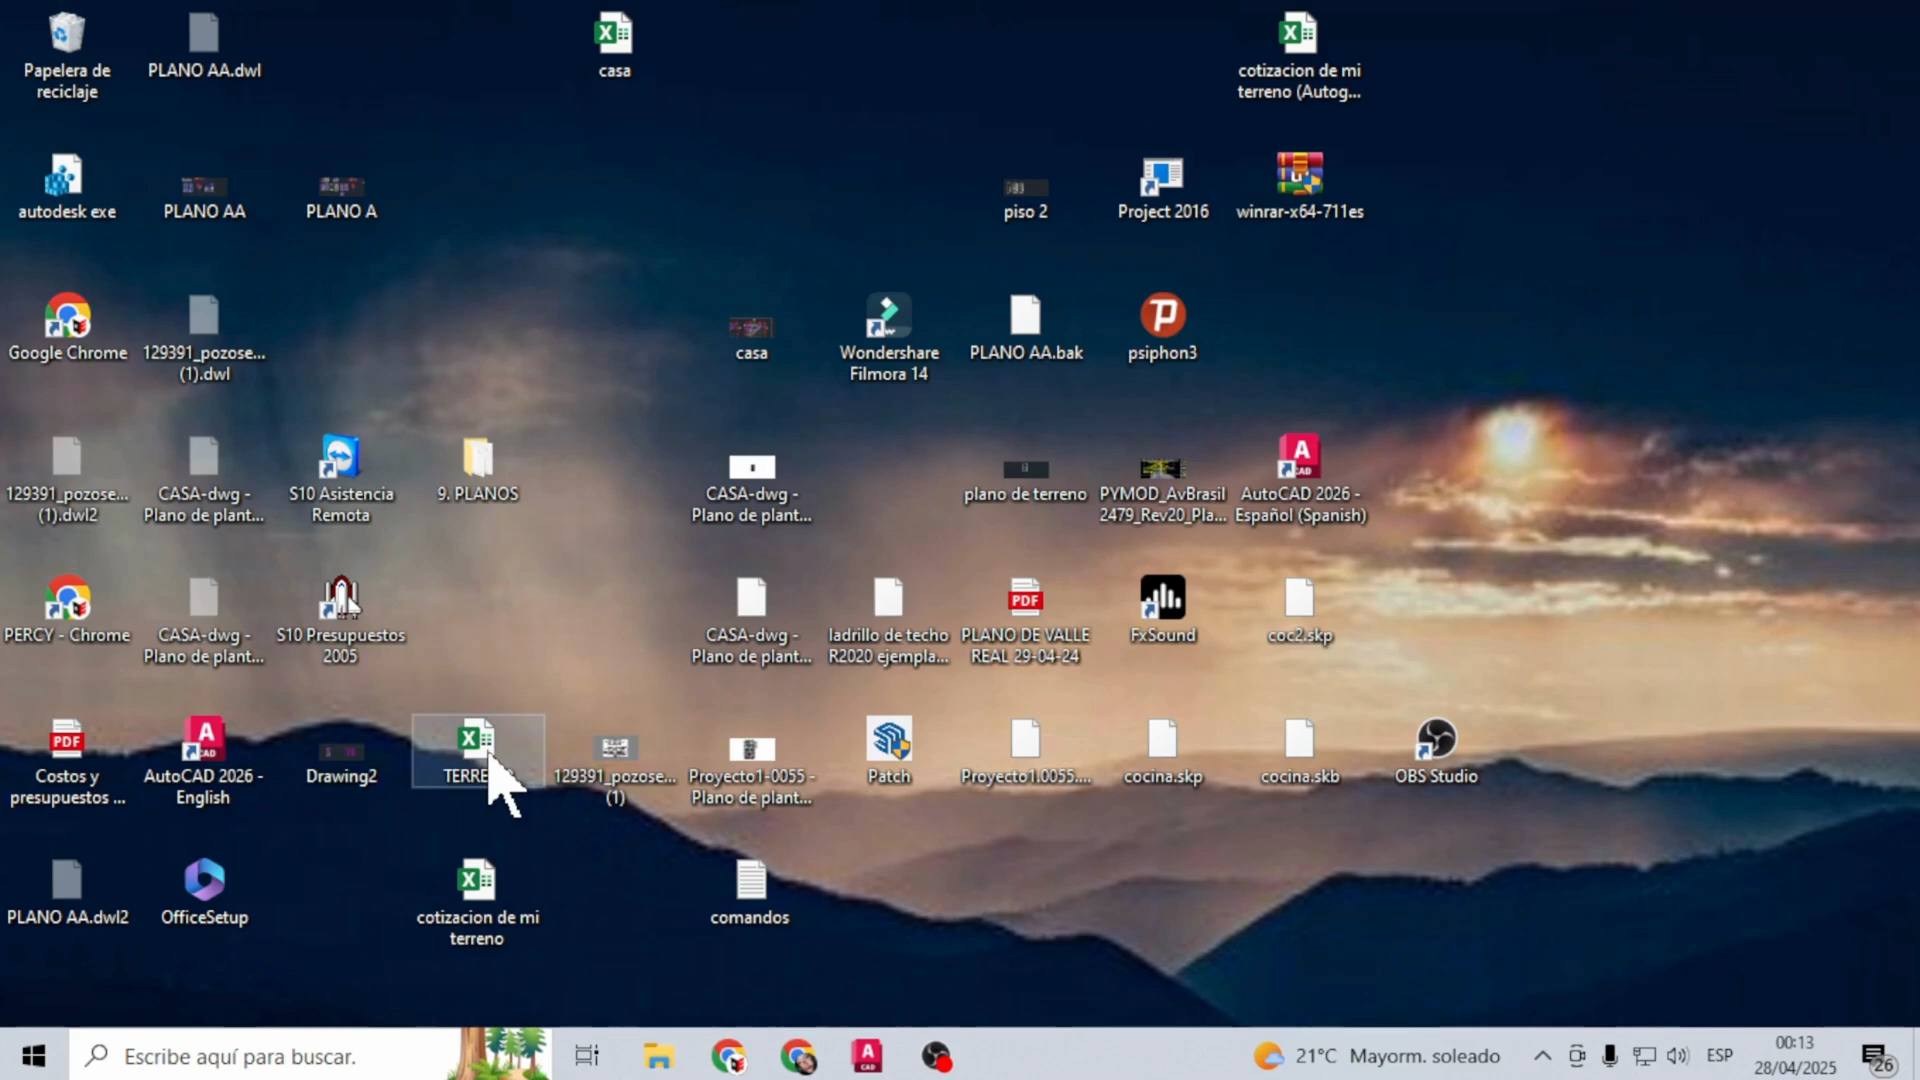 Papelera de
reciclaje
PLANO AA.dwl
casa
cotizacion de mi
terreno (Autog...
autodesk exe
PLANO AA
PLANO A
piso 2
Project 2016
winrar-x64-711es
Google Chrome
129391_pozose...
(1).dwl
casa
Wondershare
Filmora 14
PLANO AA.bak
psiphon3
129391_pozose...
(1).dwl2
CASA-dwg -
Plano de plant...
S10 Asistencia
Remota
9. PLANOS
CASA-dwg -
Plano de plant...
plano de terreno
PYMOD_AvBrasil
2479_Rev20_Pla...
AutoCAD 2026 -
Español (Spanish)
PERCY - Chrome
CASA-dwg -
Plano de plant...
S10 Presupuestos
2005
CASA-dwg -
Plano de plant...
ladrillo de techo
R2020 ejempla...
PDF
PLANO DE VALLE
REAL 29-04-24
FxSound
coc2.skp
PDF
Costos y
presupuestos ...
AutoCAD 2026 -
English
Drawing2
129391_pozose...
(1)
Proyecto1-0055 -
Plano de plant...
Patch
Proyecto1.0055....
cocina.skp
cocina.skb
OBS Studio
PLANO AA.dwl2
OfficeSetup
cotizacion de mi
terreno
comandos
Escribe aquí para buscar.
21°C Mayorm. soleado
ESP
00:13
28/04/2025
26